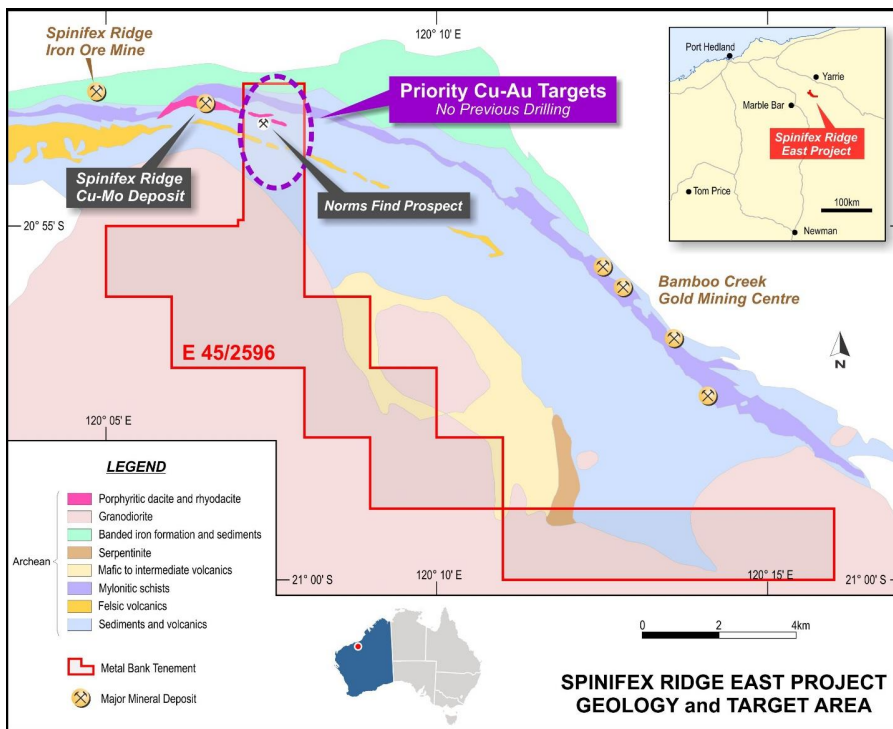 Spinifex Ridge
Iron Ore Mine
120° 10' E
Priority Cu-Au Targets
No Previous Drilling
Port Hedland
Yarrie
Marble Bar
Spinifex Ridge
East Project
Tom Price
100km
Newman
Spinifex Ridge
Cu-Mo Deposit
Norms Find Prospect
20° 55' S
Bamboo Creek
Gold Mining Centre
N
E 45/2596
120° 05' E
LEGEND
Porphyritic dacite and rhyodacite
Granodiorite
Banded iron formation and sediments
Serpentinite
Archean
Mafic to intermediate volcanics
Mylonitic schists
Felsic volcanics
Sediments and volcanics
Metal Bank Tenement
Major Mineral Deposit
21° 00' S
120° 10' E
120° 15' E
21° 00' S
0 2 4km
SPINIFEX RIDGE EAST PROJECT
GEOLOGY and TARGET AREA